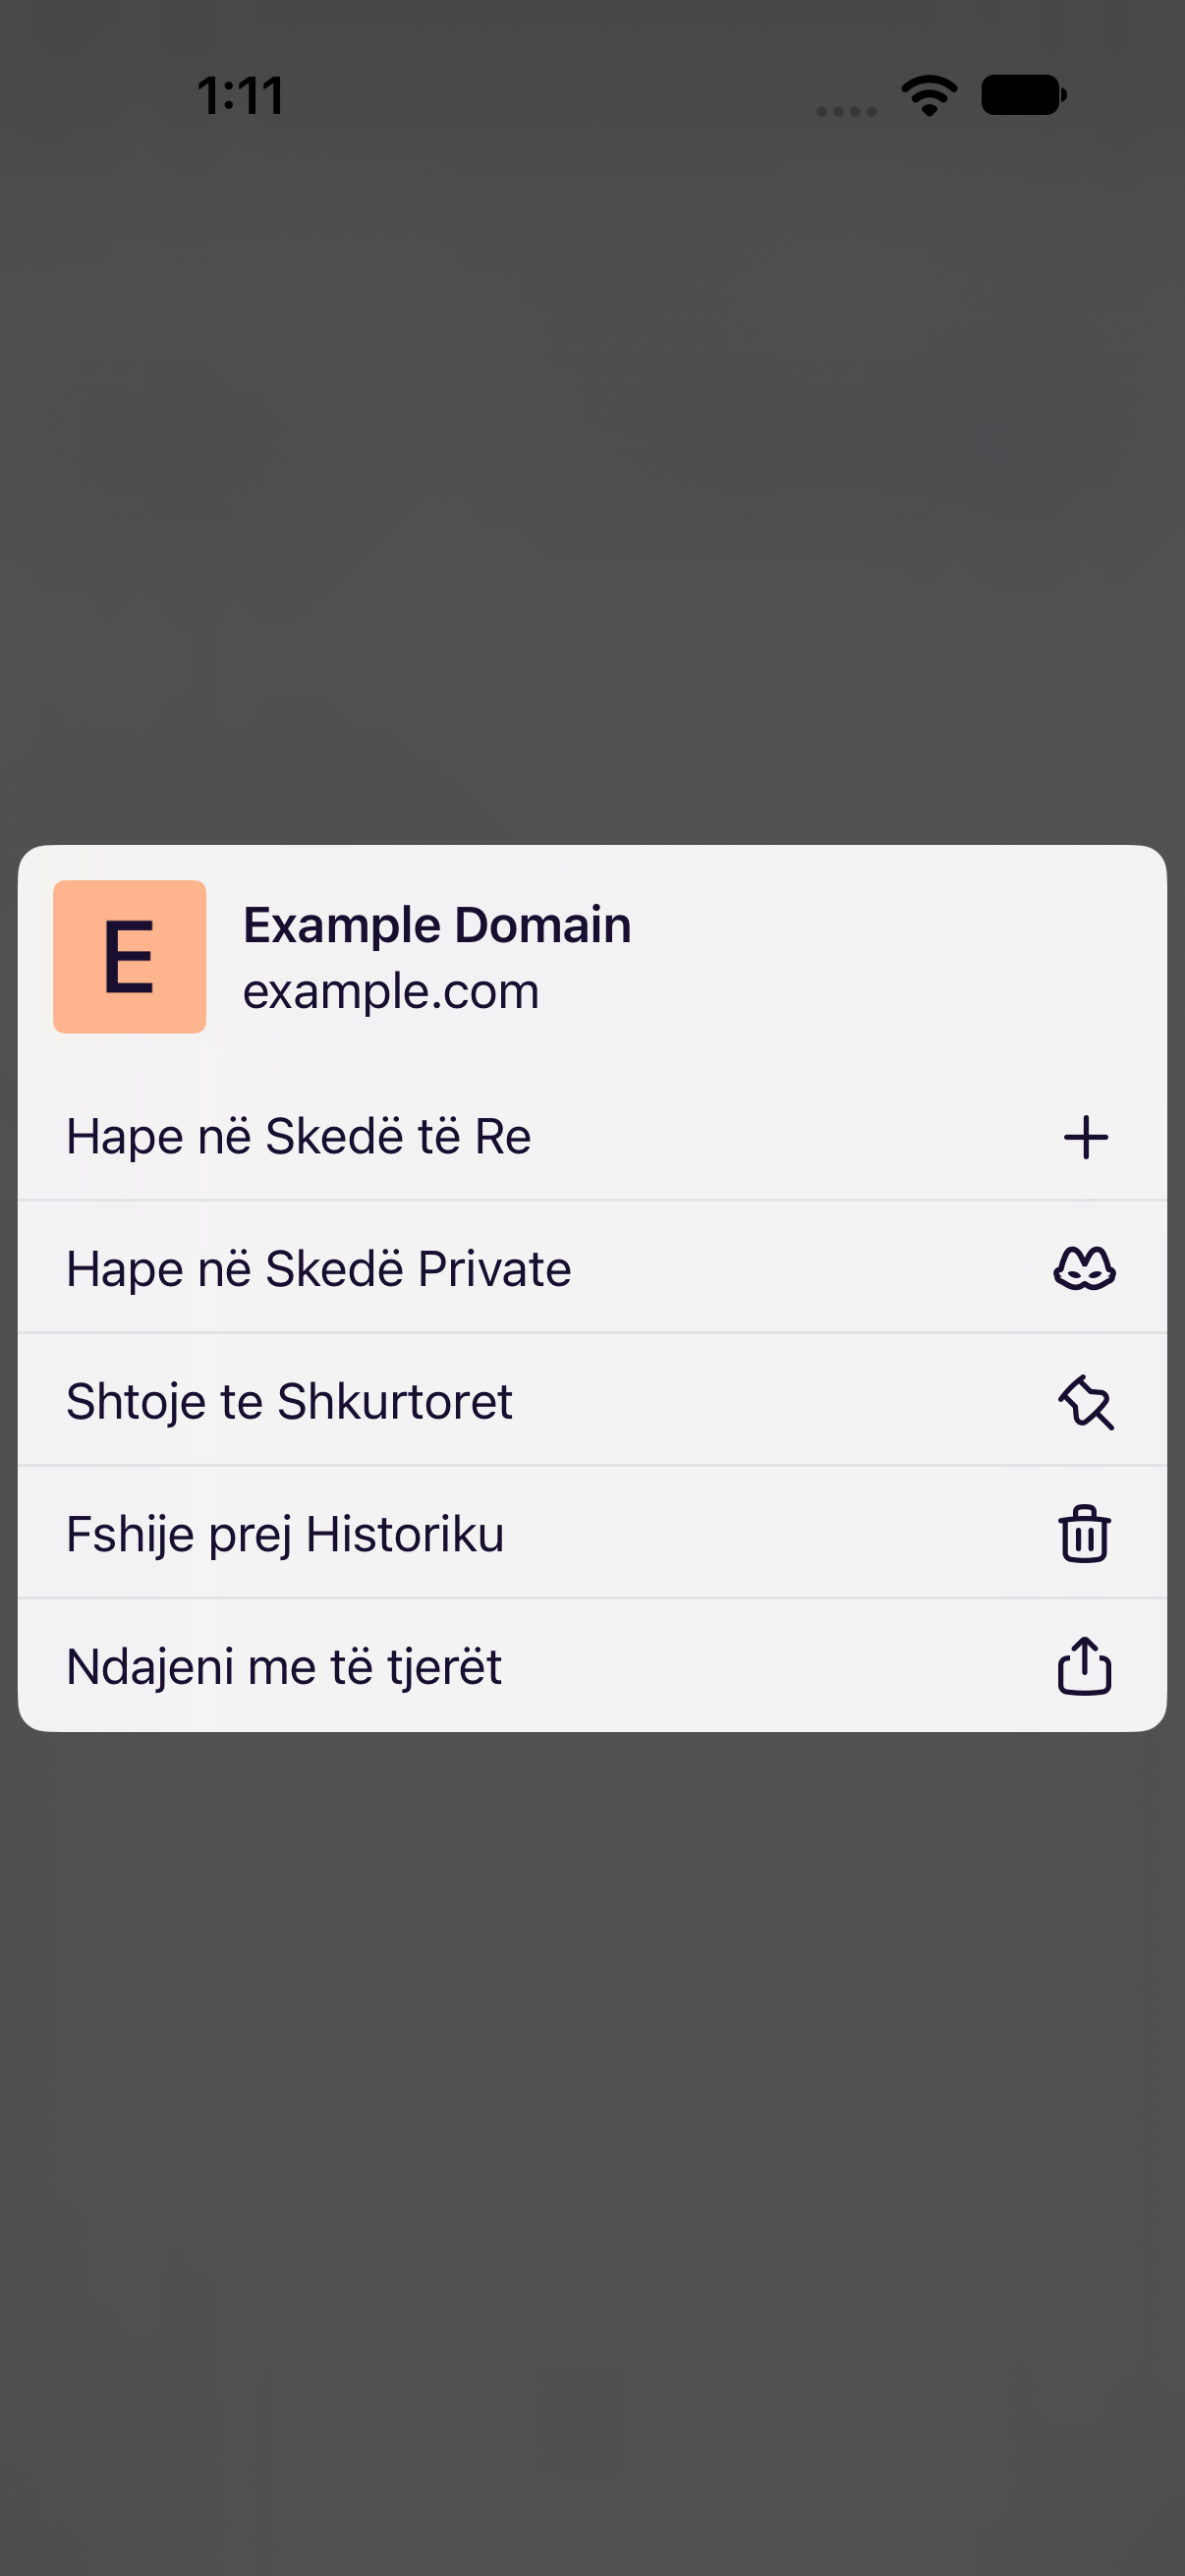 1:11
E
Example Domain
example.com
Hape në Skedë të Re
Hape në Skedë Private
Shtoje te Shkurtoret
Fshije prej Historiku
Ndajeni me të tjerët